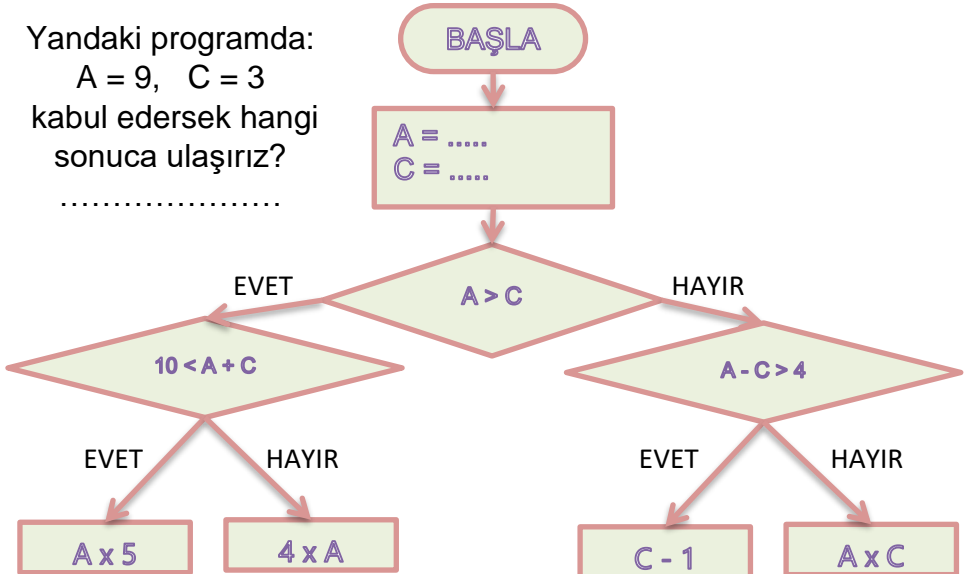 Yandaki programda:
A = 9, C = 3
kabul edersek hangi
sonuca ulaşırız?
…………………
BAŞLA
A = .....
C = .....
A > C
EVET
HAYIR
10 < A + C
A - C > 4
EVET
HAYIR
EVET
HAYIR
A x 5
4 x A
C - 1
A x C